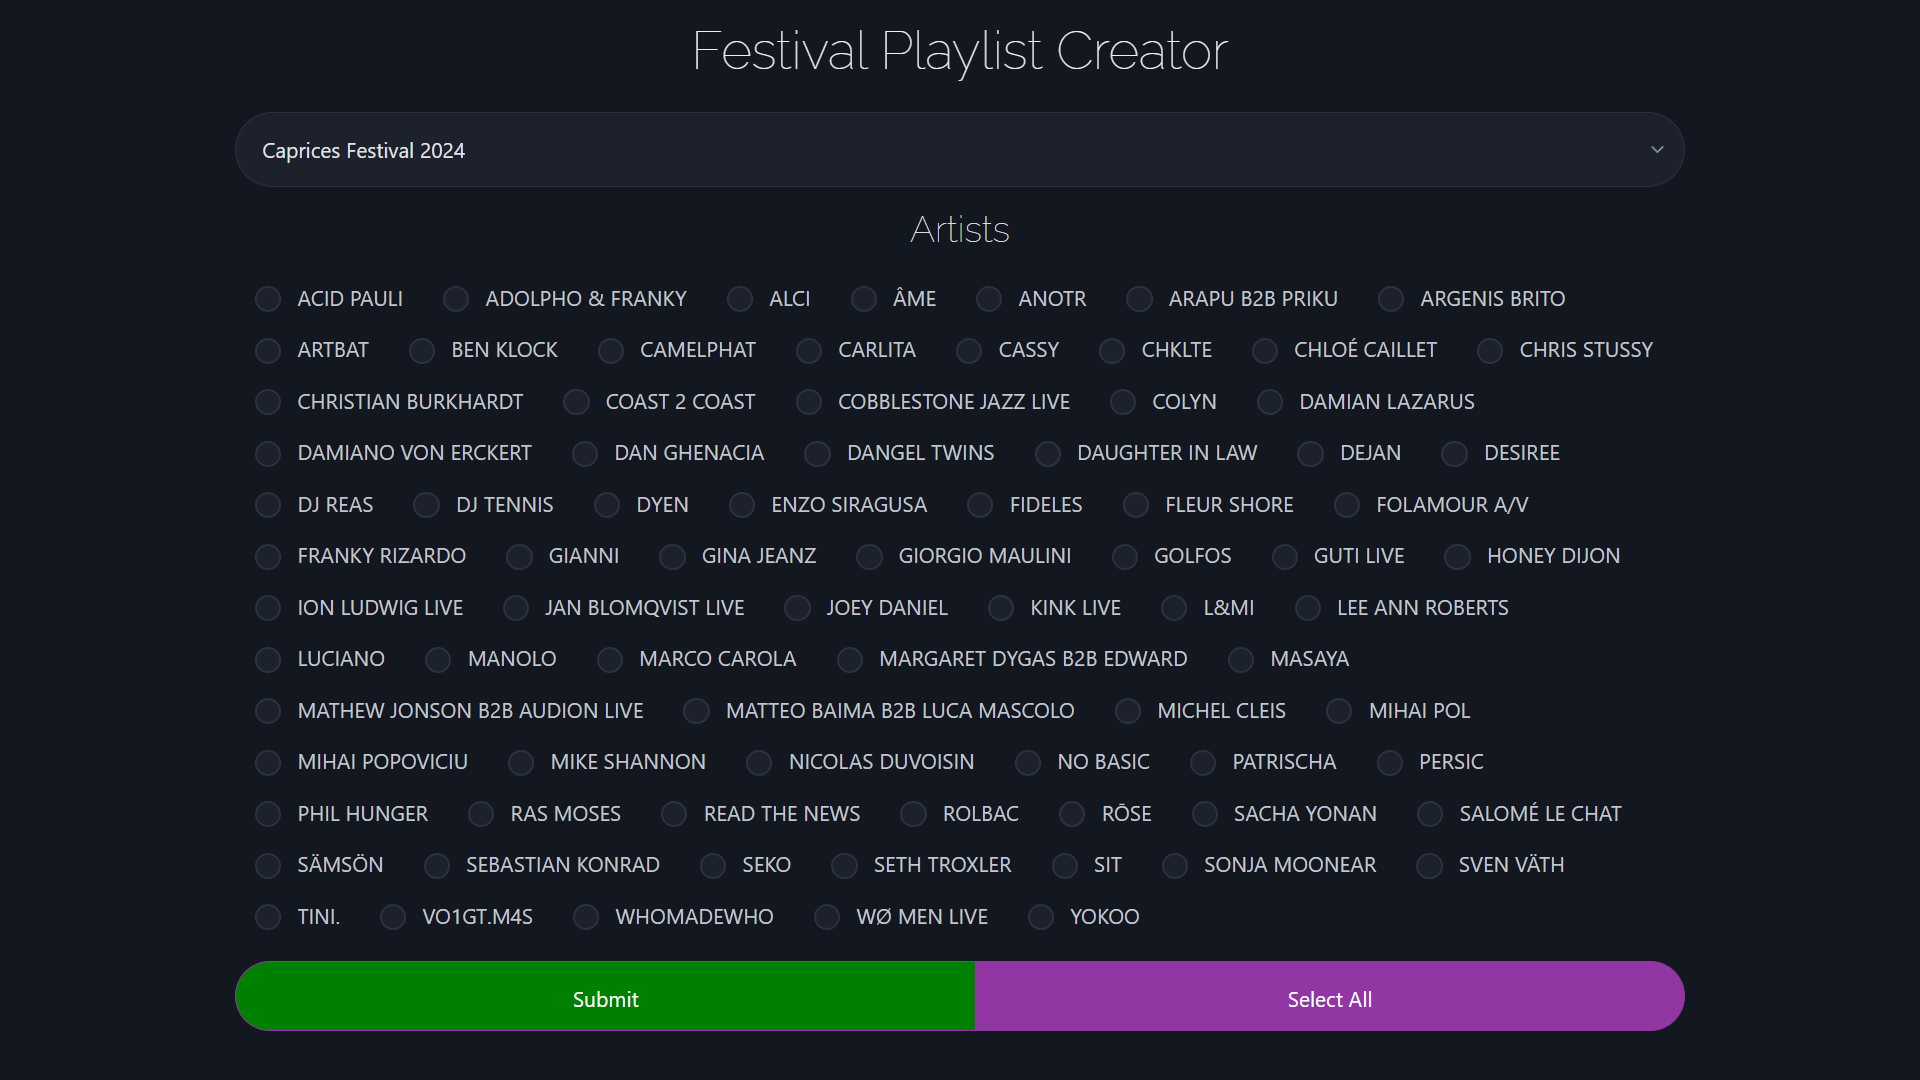 Festival Playlist Creator
Caprices Festival 2024
Artists
ACID PAULI ADOLPHO & FRANKY ALCI ÂME ANOTR ARAPU B2B PRIKU ARGENIS BRITO
ARTBAT BEN KLOCK CAMELPHAT CARLITA CASSY CHKLTE CHLOÉ CAILLET CHRIS STUSSY
CHRISTIAN BURKHARDT COAST 2 COAST COBBLESTONE JAZZ LIVE COLYN DAMIAN LAZARUS
DAMIANO VON ERCKERT DAN GHENACIA DANGEL TWINS DAUGHTER IN LAW DEJAN DESIREE
DJ REAS DJ TENNIS DYEN ENZO SIRAGUSA FIDELES FLEUR SHORE FOLAMOUR A/V
FRANKY RIZARDO GIANNI GINA JEANZ GIORGIO MAULINI GOLFOS GUTI LIVE HONEY DIJON
ION LUDWIG LIVE JAN BLOMQVIST LIVE JOEY DANIEL KINK LIVE L&MI LEE ANN ROBERTS
LUCIANO MANOLO MARCO CAROLA MARGARET DYGAS B2B EDWARD MASAYA
MATHEW JONSON B2B AUDION LIVE MATTEO BAIMA B2B LUCA MASCOLO MICHEL CLEIS MIHAI POL
MIHAI POPOVICIU MIKE SHANNON NICOLAS DUVOISIN NO BASIC PATRISCHA PERSIC
PHIL HUNGER RAS MOSES READ THE NEWS ROLBAC RŌSE SACHA YONAN SALOMÉ LE CHAT
SÄMSÖN SEBASTIAN KONRAD SEKO SETH TROXLER SIT SONJA MOONEAR SVEN VÄTH
TINI. VO1GT.M4S WHOMADEWHO WØ MEN LIVE YOKOO
Submit Select All